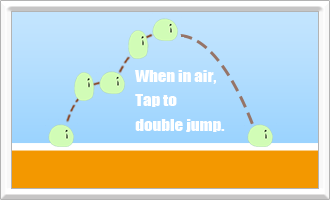 When in air,
Tap to
double jump.